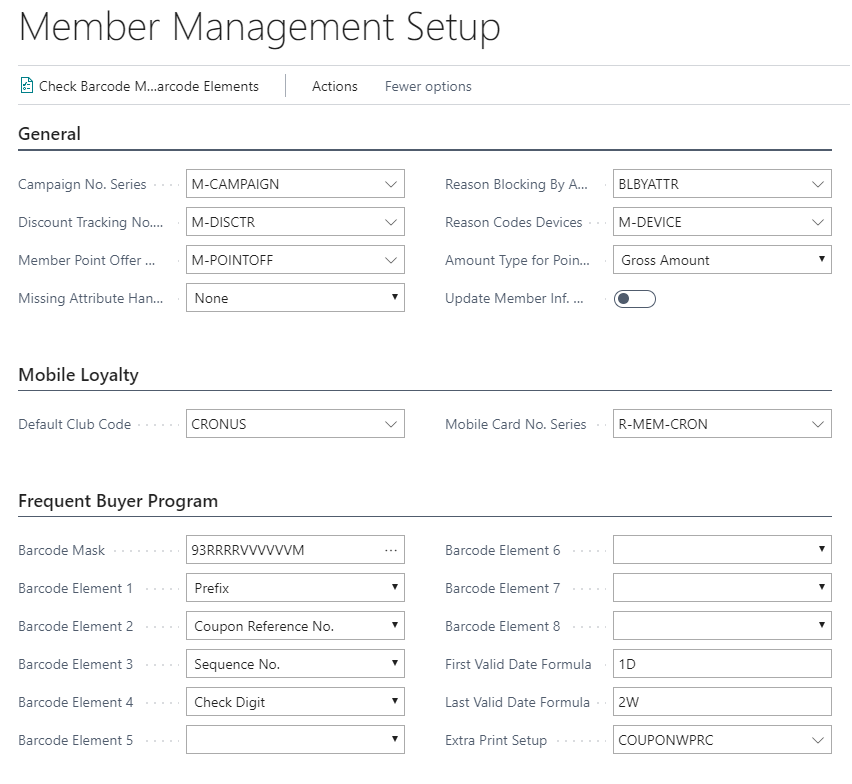 Member Management Setup
Check Barcode M...arcode Elements Actions Fewer options
General
Campaign No. Series M-CAMPAIGN Reason Blocking By A... BLBYATTR
Discount Tracking No.... M-DISCTR Reason Codes Devices M-DEVICE
Member Point Offer ... M-POINTOFF Amount Type for Poin... Gross Amount
Missing Attribute Han... None Update Member Inf. ...
Mobile Loyalty
Default Club Code CRONUS Mobile Card No. Series R-MEM-CRON
Frequent Buyer Program
Barcode Mask 93RRRRVVVVVVM ... Barcode Element 6
Barcode Element 1 Prefix Barcode Element 7
Barcode Element 2 Coupon Reference No. Barcode Element 8
Barcode Element 3 Sequence No. First Valid Date Formula 1D
Barcode Element 4 Check Digit Last Valid Date Formula 2W
Barcode Element 5 Extra Print Setup COUPONWPRC